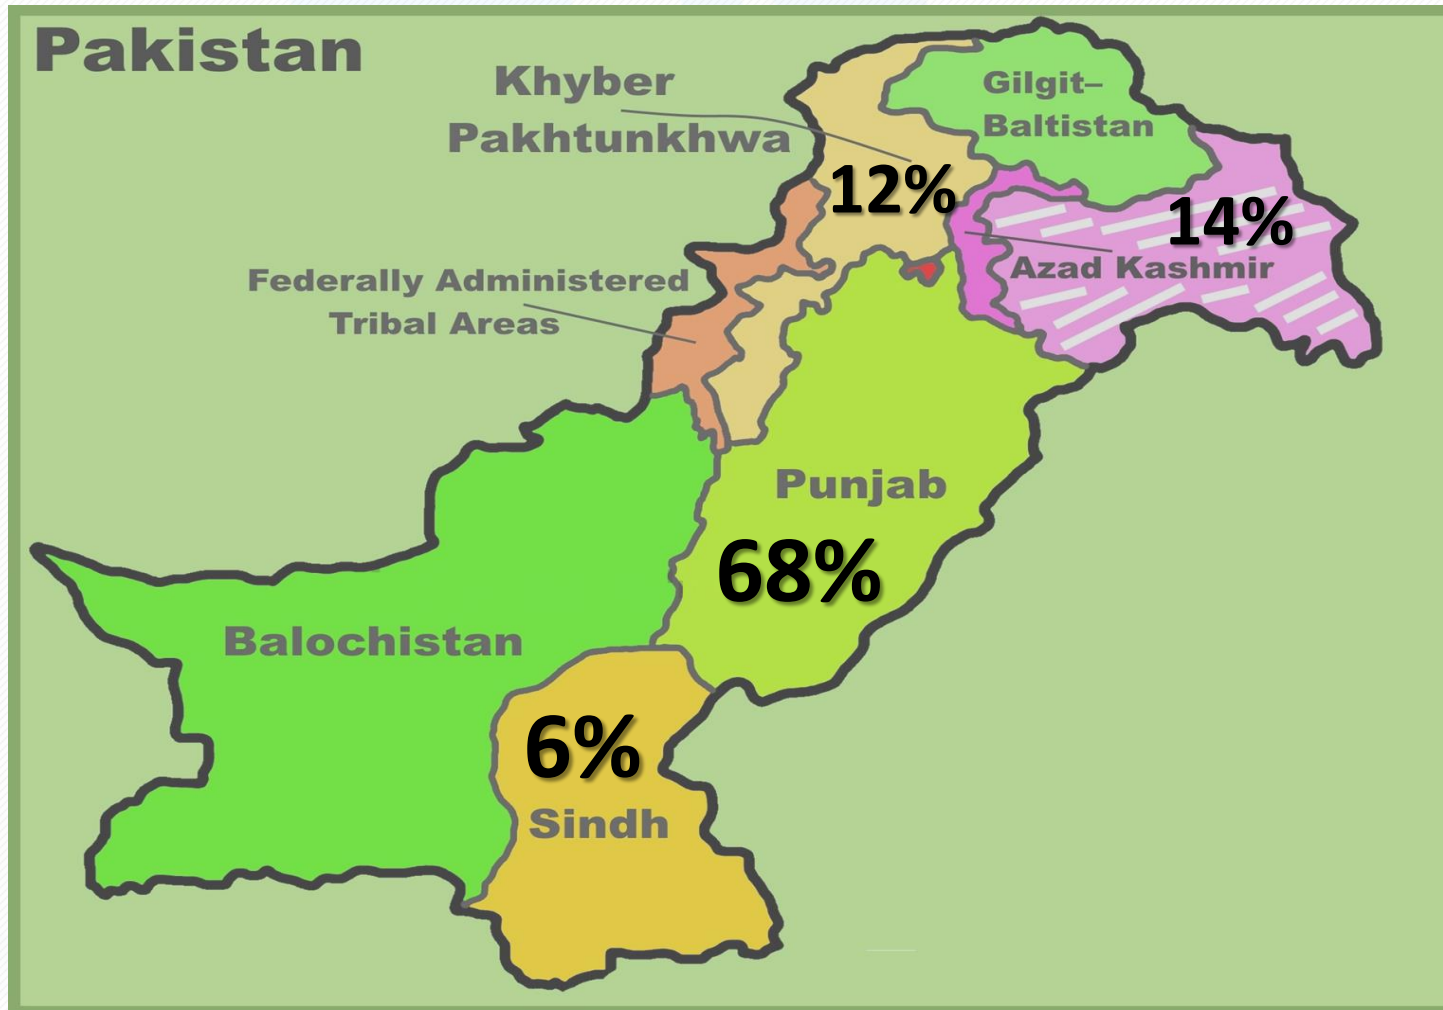 Pakistan
Khyber
Pakhtunkhwa
Gilgit–
Baltistan
12%
14%
Azad Kashmir
Federally Administered
Tribal Areas
Punjab
68%
Balochistan
6%
Sindh